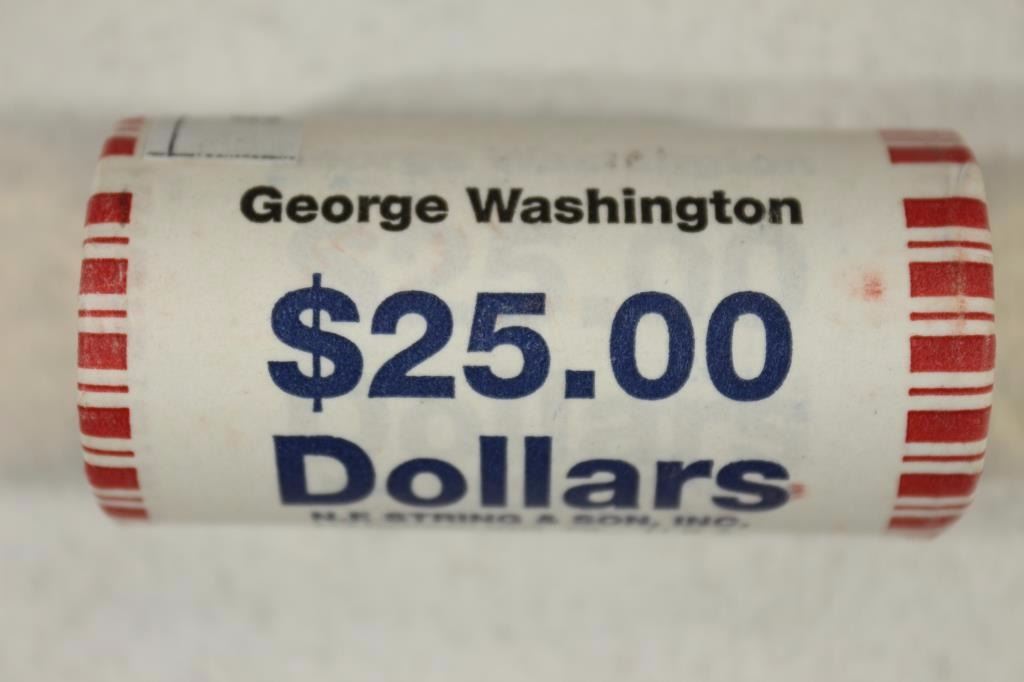 George Washington
$25.00
Dollars
N.F. STRING & SON, INC.